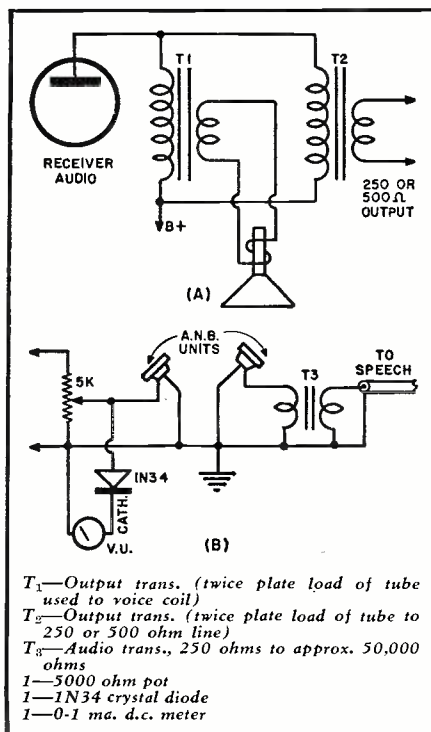 T1
T2
RECEIVER
AUDIO
250 OR
500Ω
OUTPUT
B+
(A)
A.N.B.
UNITS
TO
SPEECH
5K
T3
IN34
CATH.
V.U.
(B)
T₁—Output trans. (twice plate load of tube
used to voice coil)
T₂—Output trans. (twice plate load of tube to
250 or 500 ohm line)
T₃—Audio trans., 250 ohms to approx. 50,000
ohms
1—5000 ohm pot
1—1N34 crystal diode
1—0-1 ma. d.c. meter